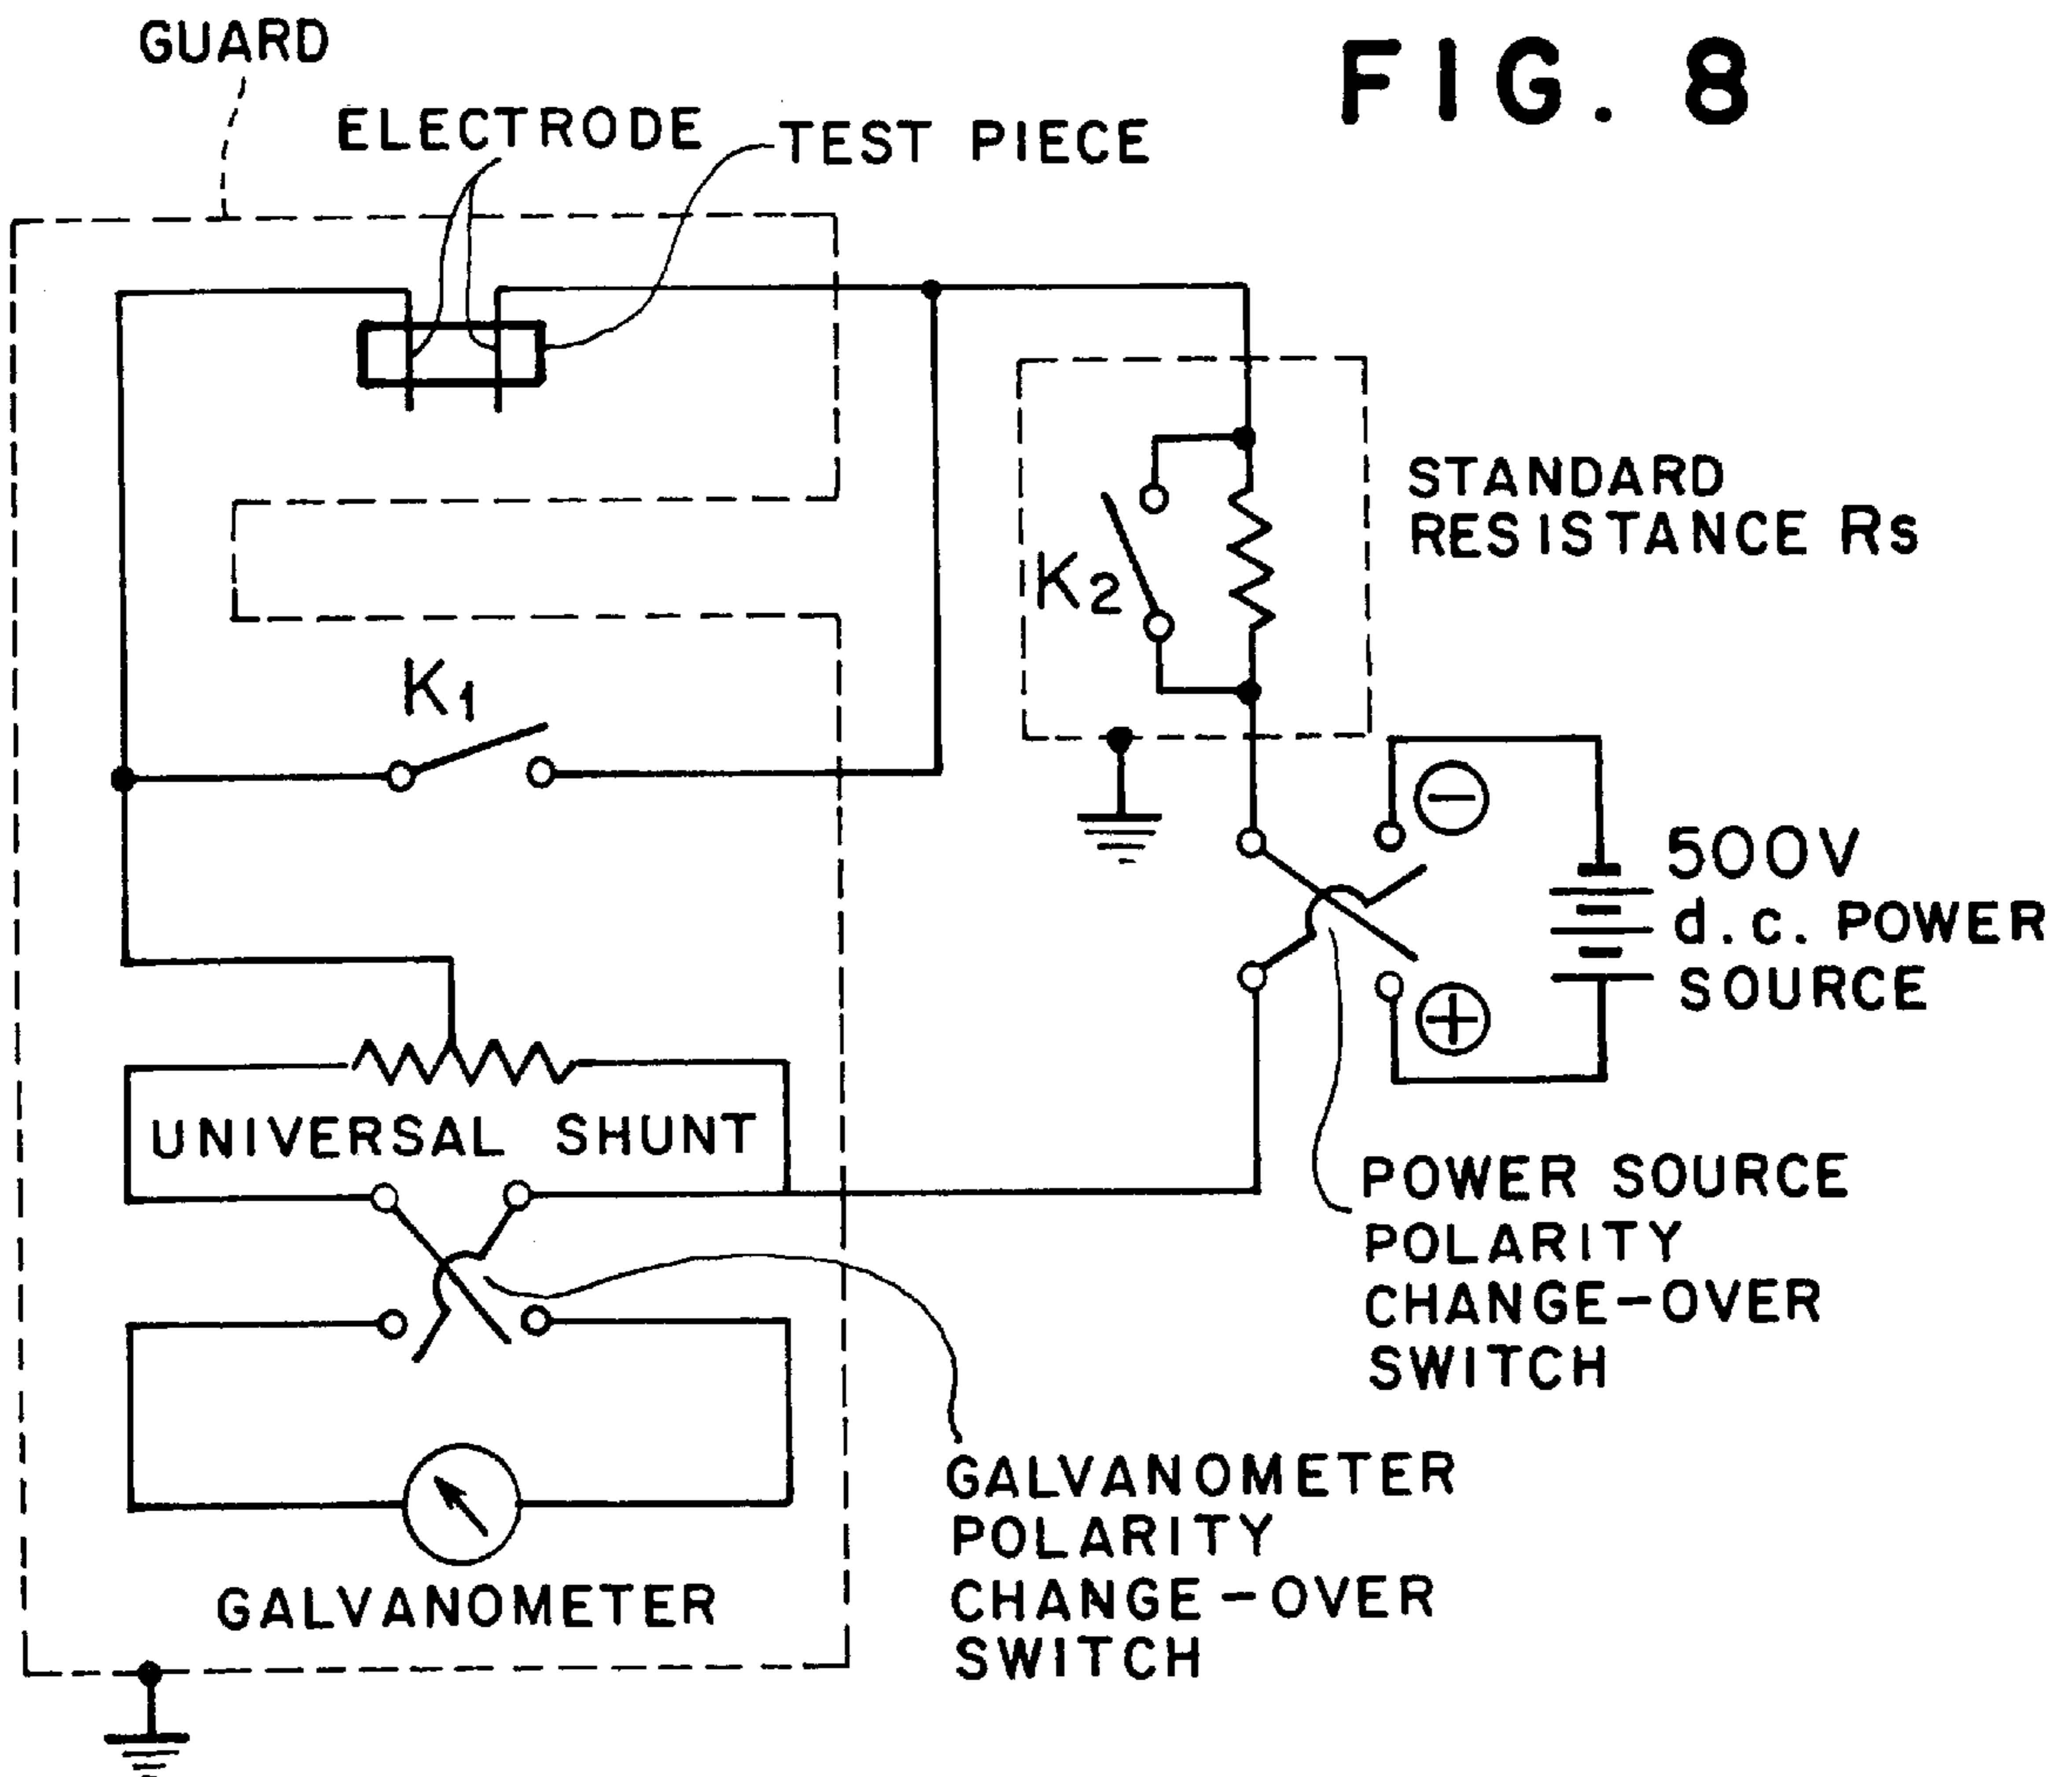 FIG. 8
GUARD
ELECTRODE
TEST PIECE
STANDARD
RESISTANCE Rs
K2
K1
−
500V
d.c. POWER
SOURCE
+
UNIVERSAL SHUNT
POWER SOURCE
POLARITY
CHANGE-OVER
SWITCH
GALVANOMETER
POLARITY
CHANGE-OVER
SWITCH
GALVANOMETER